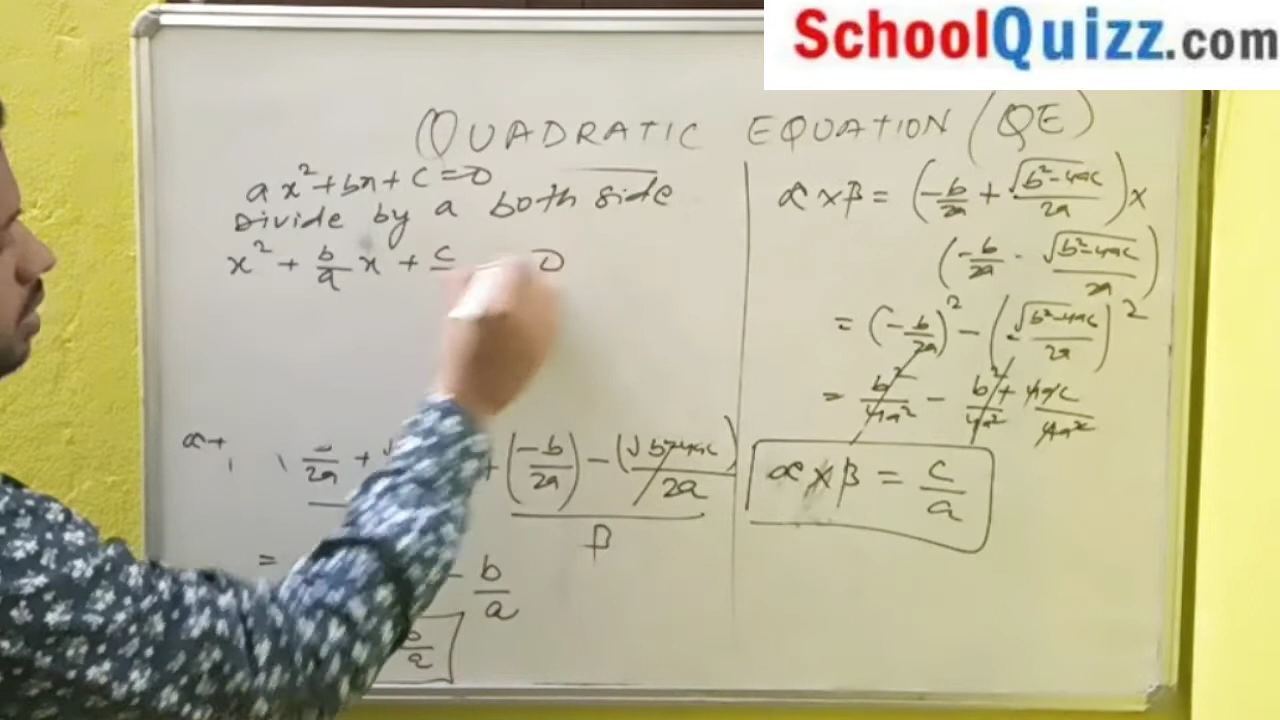 SchoolQuizz.com
QUADRATIC EQUATION (QE)
ax²+bx+c=0
Divide by a both side
x² + b/a x + c = 0
/2a + + (-b/2a) - (√b²-4ac/2a)
β
= - b/a
b/a
α×β = (-b/2a + √b²-4ac/2a)×
(-b/2a - √b²-4ac/2a)
= (-b/2a)² - (√b²-4ac/2a)²
= b²/4a² - b²/4a² + 4ac/4a²
α×β = c/a